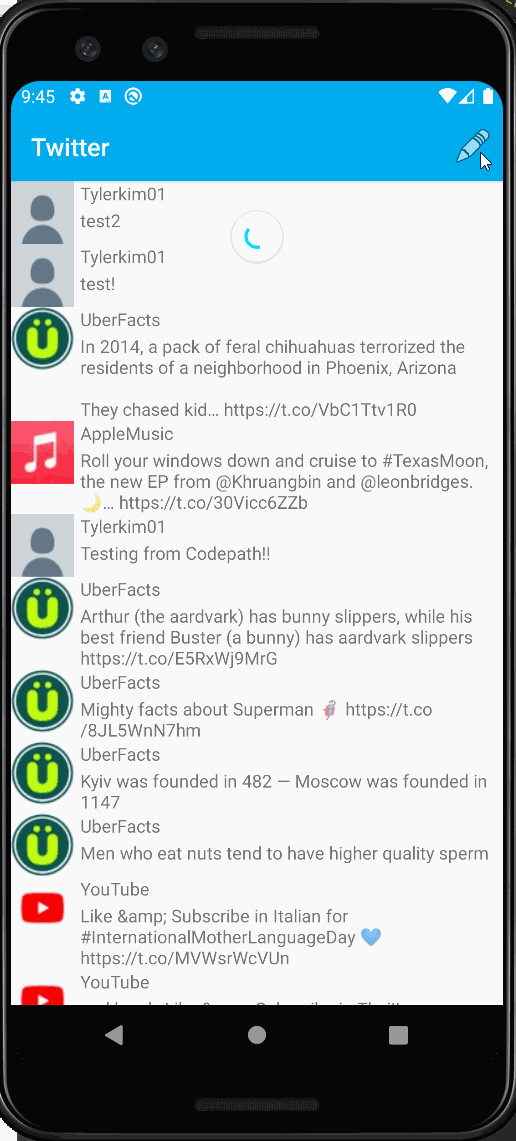 9:45
Twitter
Tylerkim01
test2
Tylerkim01
test!
UberFacts
In 2014, a pack of feral chihuahuas terrorized the
residents of a neighborhood in Phoenix, Arizona
They chased kid… https://t.co/VbC1Ttv1R0
AppleMusic
Roll your windows down and cruise to #TexasMoon,
the new EP from @Khruangbin and @leonbridges.
🌙… https://t.co/30Vicc6ZZb
Tylerkim01
Testing from Codepath!!
UberFacts
Arthur (the aardvark) has bunny slippers, while his
best friend Buster (a bunny) has aardvark slippers
https://t.co/E5RxWj9MrG
UberFacts
Mighty facts about Superman 🦸 https://t.co
/8JL5WnN7hm
UberFacts
Kyiv was founded in 482 — Moscow was founded in
1147
UberFacts
Men who eat nuts tend to have higher quality sperm
YouTube
Like &amp; Subscribe in Italian for
#InternationalMotherLanguageDay 💙
https://t.co/MVWsrWcVUn
YouTube